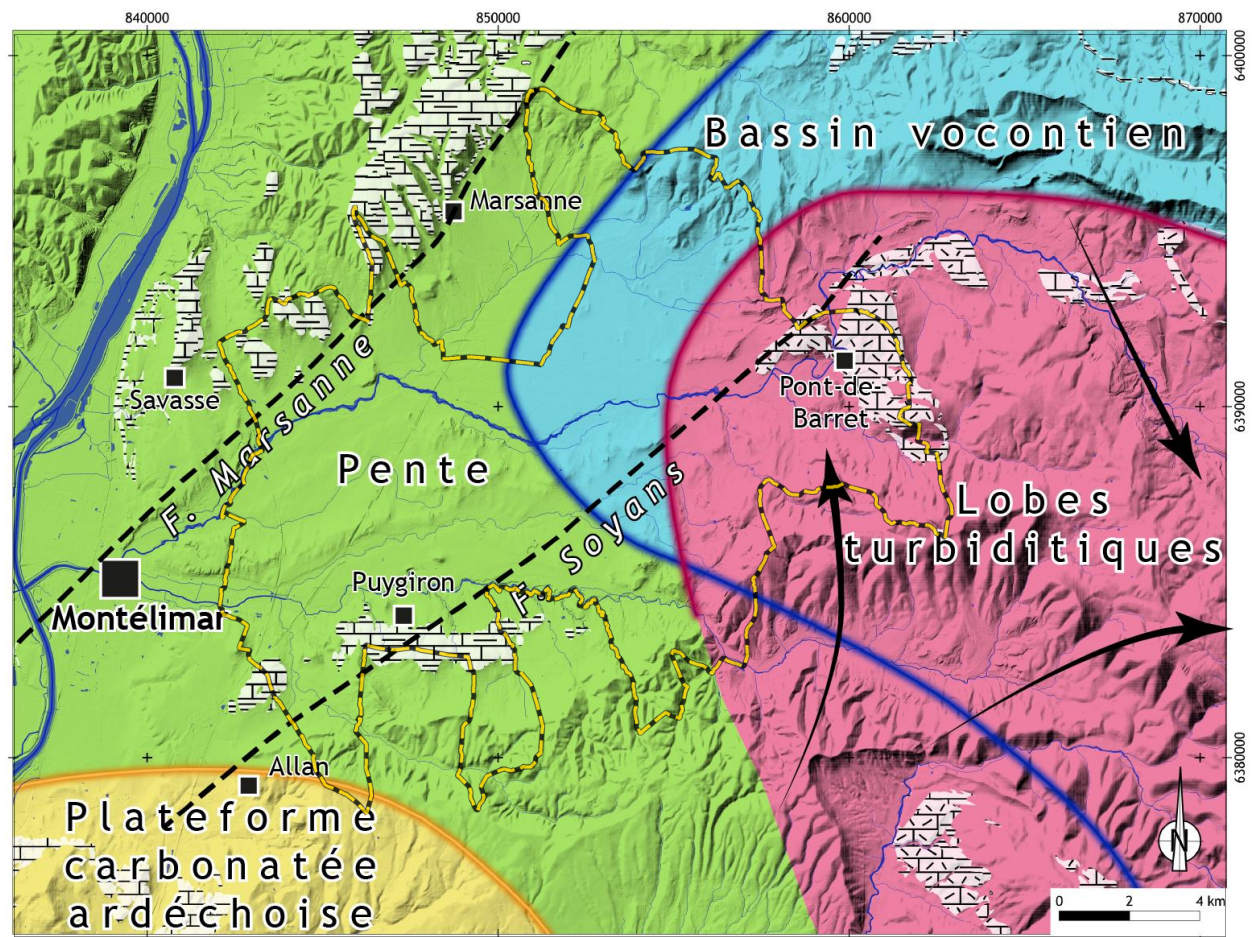 840000
850000
860000
870000
6400000
Bassin vocontien
Marsanne
Savasse
Pont-de-
Barret
6390000
F. Marsanne
Pente
Lobes
turbiditiques
F. Soyans
Puygiron
Montélimar
Allan
6380000
Plateforme
carbonatée
ardéchoise
N
0 2 4 km